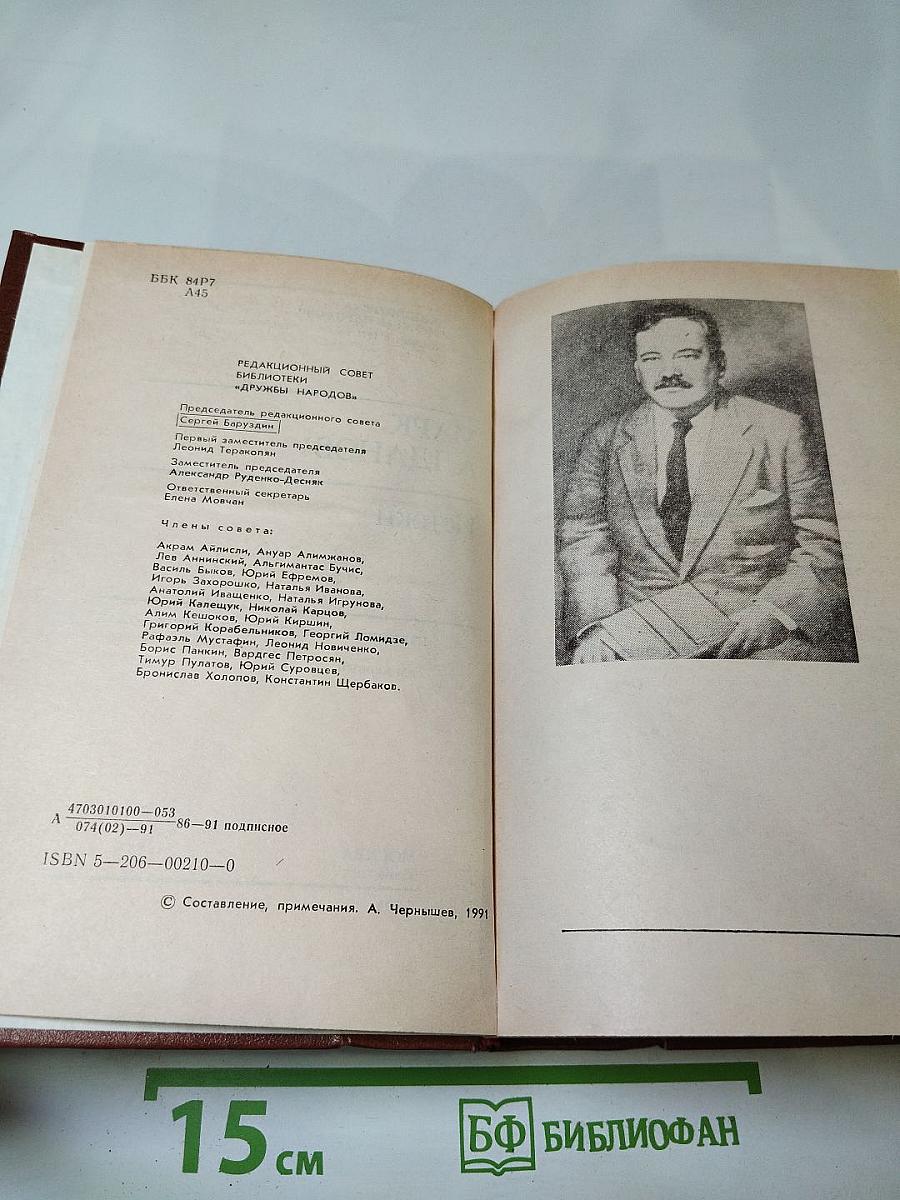 ББК 84Р7
А45
РЕДАКЦИОННЫЙ СОВЕТ
БИБЛИОТЕКИ
«ДРУЖБЫ НАРОДОВ»
Председатель редакционного совета
Сергей Баруздин
Первый заместитель председателя
Леонид Теракопян
Заместитель председателя
Александр Руденко-Десняк
Ответственный секретарь
Елена Мовчан
Члены совета:
Акрам Айлисли, Ануар Алимжанов,
Лев Аннинский, Альгимантас Бучис,
Василь Быков, Юрий Ефремов,
Игорь Захорошко, Наталья Иванова,
Анатолий Иващенко, Наталья Игрунова,
Юрий Калещук, Николай Карцов,
Алим Кешоков, Юрий Киршин,
Григорий Корабельников, Георгий Ломидзе,
Рафаэль Мустафин, Леонид Новиченко,
Борис Панкин, Вардгес Петросян,
Тимур Пулатов, Юрий Суровцев,
Бронислав Холопов, Константин Щербаков.
А 4703010100—053
074(02)—91 86—91 подписное
ISBN 5—206—00210—0
© Составление, примечания. А. Чернышев, 1991
15 см
БФ БИБЛИОФАН